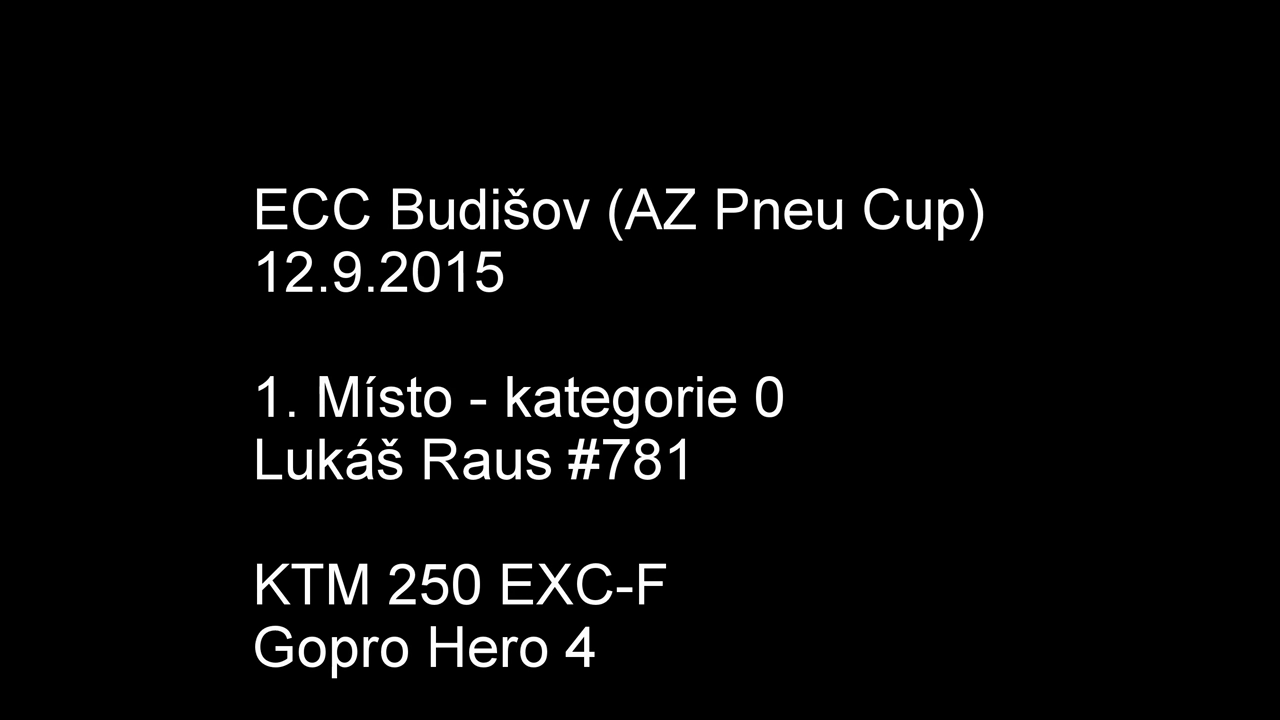 ECC Budišov (AZ Pneu Cup)
12.9.2015
1. Místo - kategorie 0
Lukáš Raus #781
KTM 250 EXC-F
Gopro Hero 4